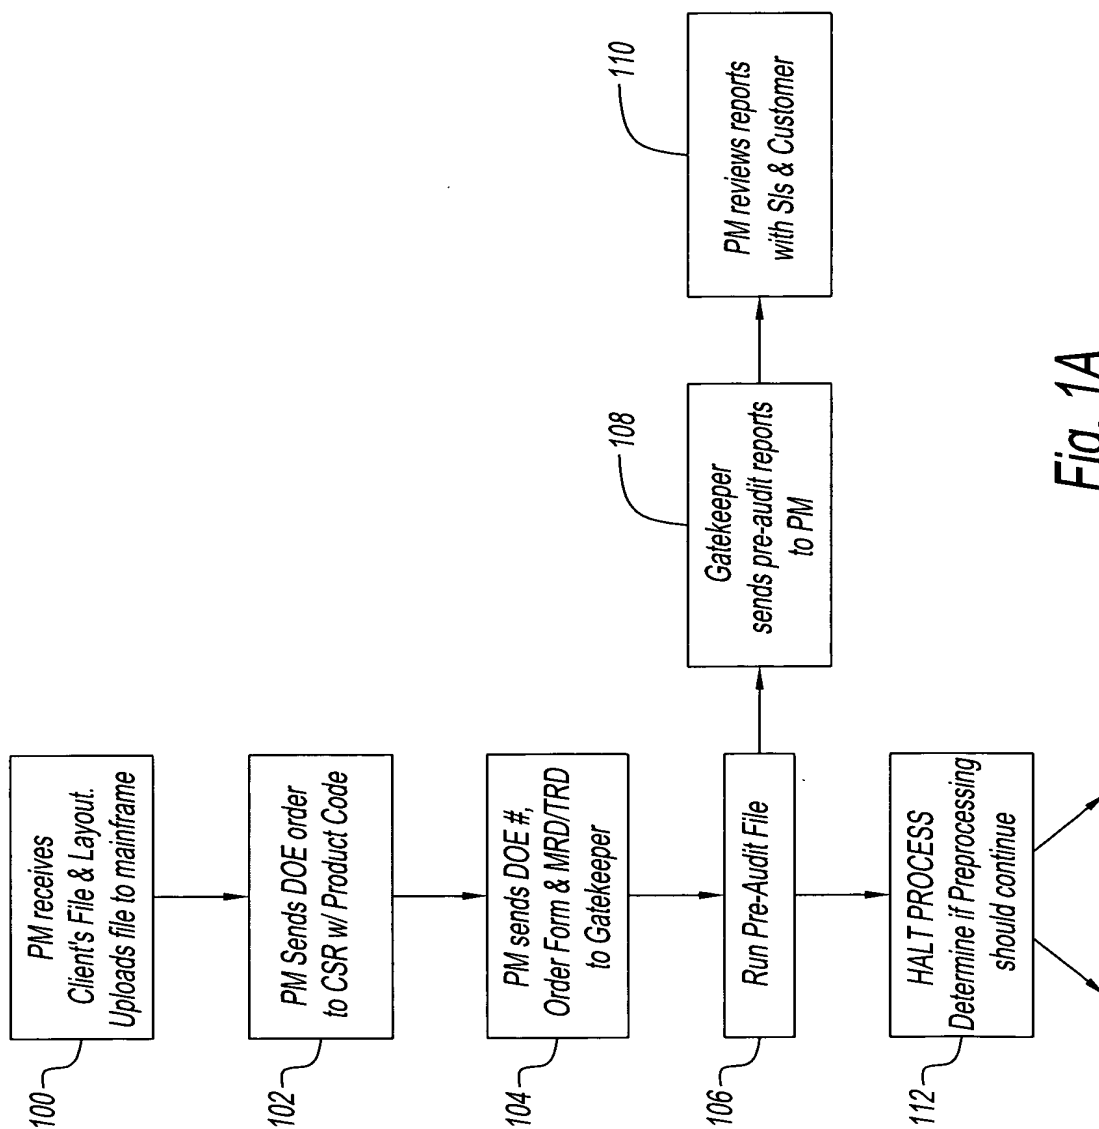 100
PM receives
Client's File & Layout.
Uploads file to mainframe
102
PM Sends DOE order
to CSR w/ Product Code
104
PM sends DOE #,
Order Form & MRD/TRD
to Gatekeeper
106
Run Pre-Audit File
108
Gatekeeper
sends pre-audit reports
to PM
110
PM reviews reports
with SIs & Customer
112
HALT PROCESS
Determine if Preprocessing
should continue
Fig. 1A